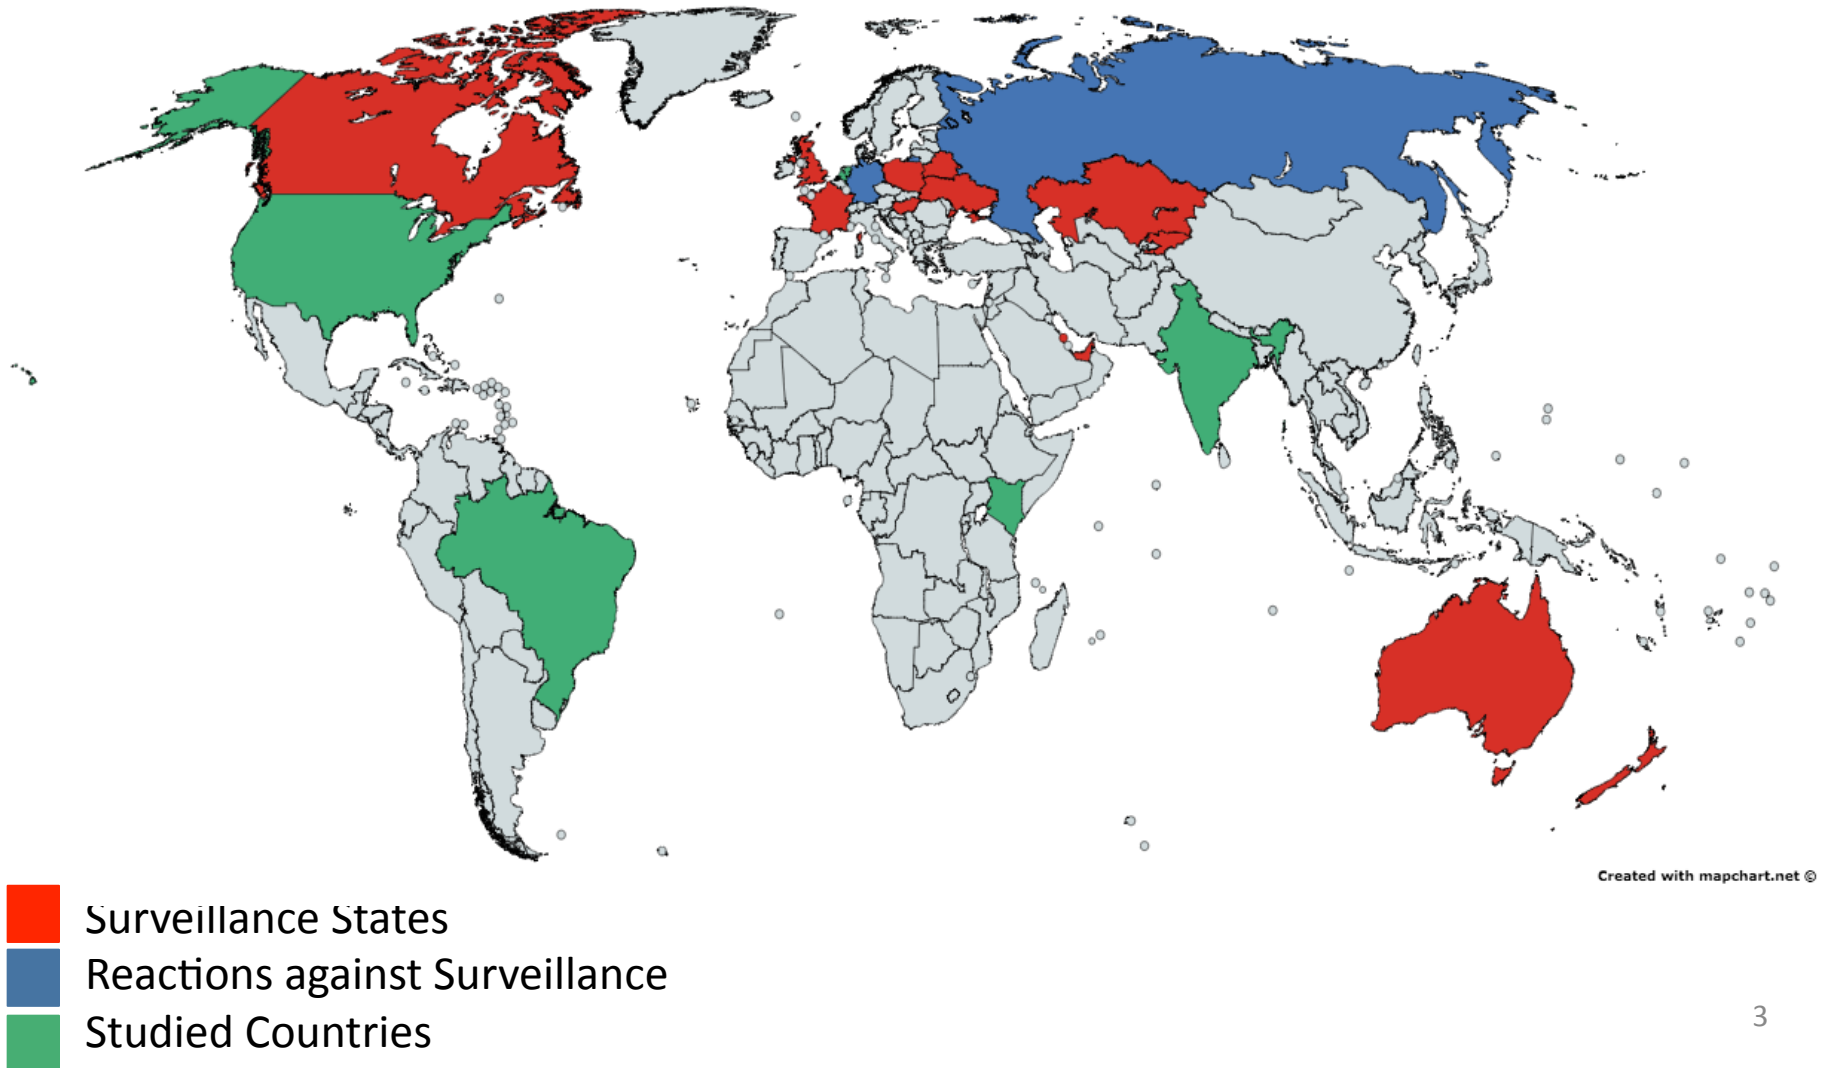 Created with mapchart.net ©
Surveillance States
Reactions against Surveillance
Studied Countries
3